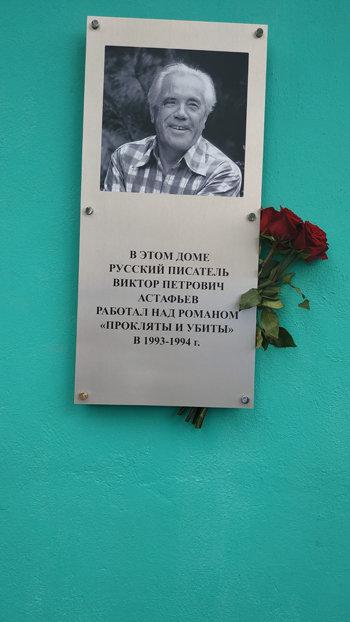 В ЭТОМ ДОМЕ
РУССКИЙ ПИСАТЕЛЬ
ВИКТОР ПЕТРОВИЧ
АСТАФЬЕВ
РАБОТАЛ НАД РОМАНОМ
«ПРОКЛЯТЫ И УБИТЫ»
В 1993-1994 г.